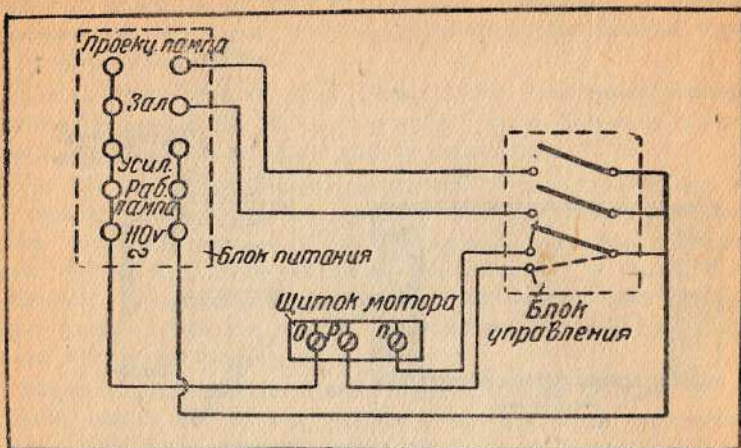 Проекц. лампа
Зал
Усил.
Раб.
лампа
110v
~
Блок питания
Щиток мотора
О Р П
Блок
управления